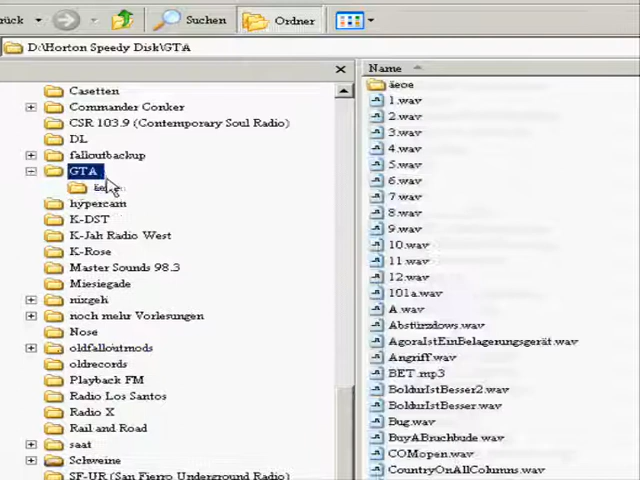 rück
Suchen
Ordner
D:\Horton Speedy Disk\GTA
Casetten
Commander Conker
CSR 103.9 (Contemporary Soul Radio)
DL
falloutbackup
GTA
hypercam
K-DST
K-Jah Radio West
K-Rose
Master Sounds 98.3
Miesiegade
nixgeh
noch mehr Vorlesungen
Nose
oldfalloutmods
oldrecords
Playback FM
Radio Los Santos
Radio X
Rail and Road
saat
Schweine
SF-UR (San Fierro Underground Radio)
Name
äeoe
1.wav
2.wav
3.wav
4.wav
5.wav
6.wav
7.wav
8.wav
9.wav
10.wav
11.wav
12.wav
101a.wav
A.wav
Abstürzdows.wav
AgoraIstEinBelagerungsgerät.wav
Angriff.wav
BET.mp3
BoldurIstBesser2.wav
BoldurIstBesser.wav
Bug.wav
BuyABruchbude.wav
COMopen.wav
CountryOnAllColumns.wav